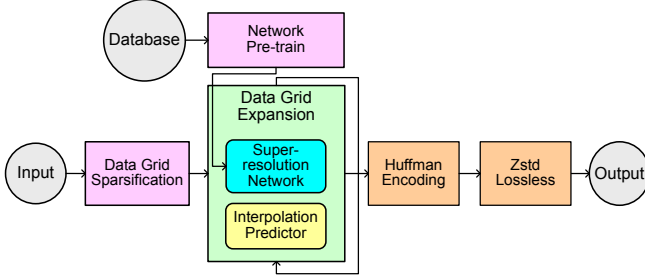 Database
Network
Pre-train
Data Grid
Expansion
Input
Data Grid
Sparsification
Super-
resolution
Network
Interpolation
Predictor
Huffman
Encoding
Zstd
Lossless
Output